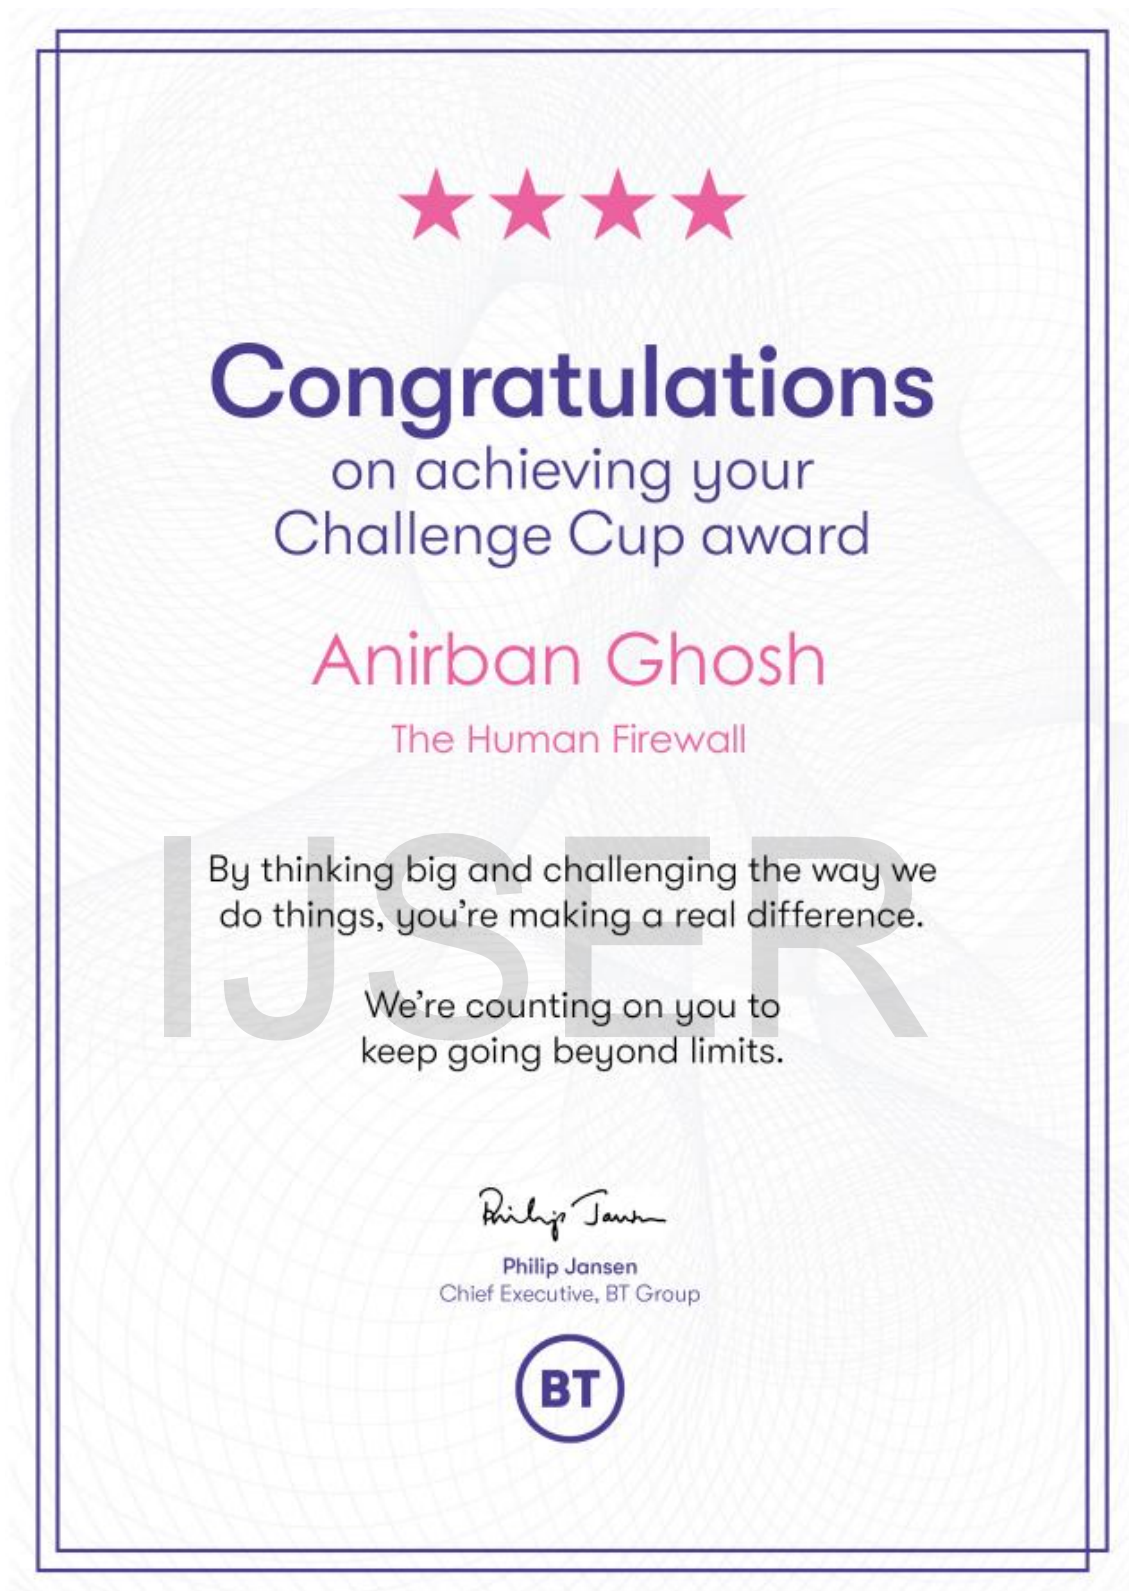 Congratulations
on achieving your
Challenge Cup award
Anirban Ghosh
The Human Firewall
IJSER
By thinking big and challenging the way we
do things, you're making a real difference.
We're counting on you to
keep going beyond limits.
Philip Jansen
Philip Jansen
Chief Executive, BT Group
BT